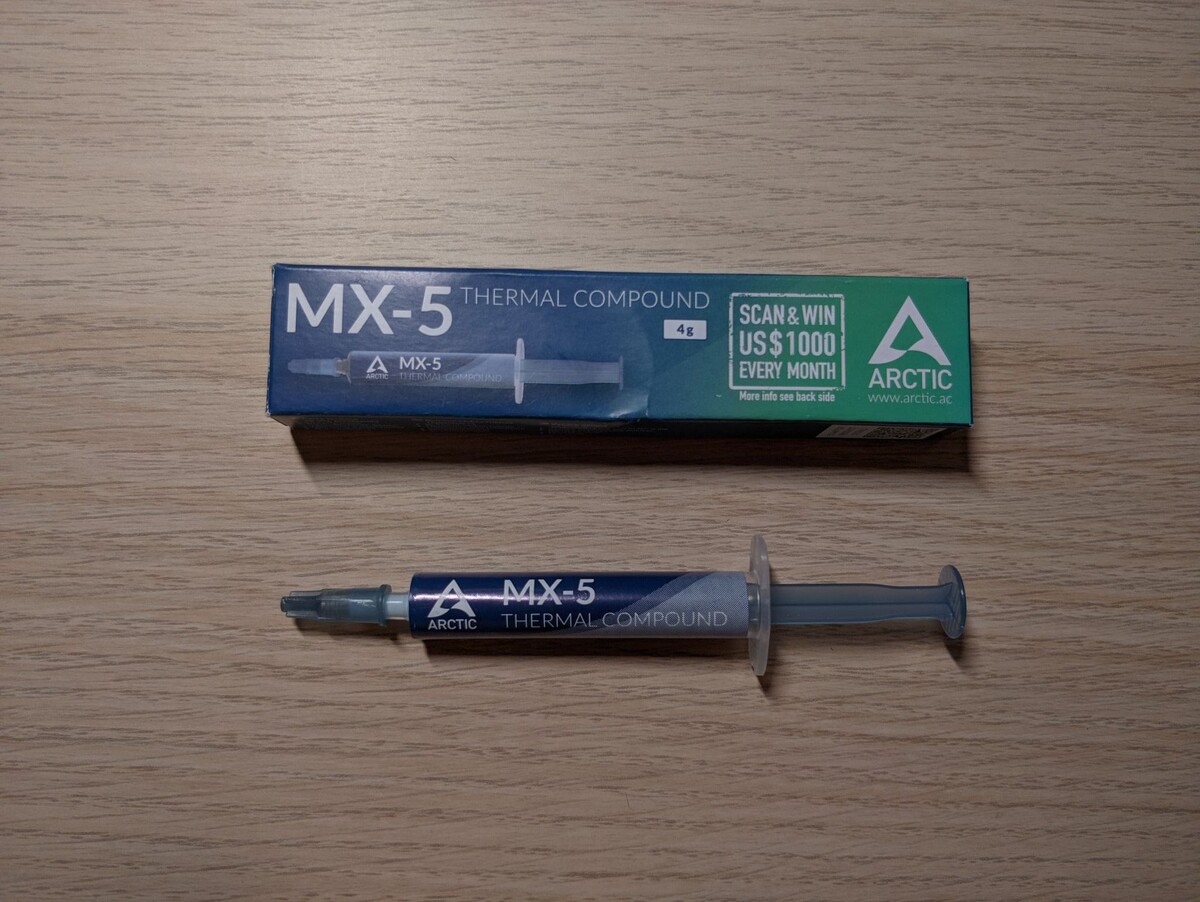 MX-5 THERMAL COMPOUND
4g
ARCTIC
MX-5
THERMAL COMPOUND
SCAN & WIN
US $ 1000
EVERY MONTH
More info see back side
ARCTIC
www.arctic.ac
ARCTIC
MX-5
THERMAL COMPOUND